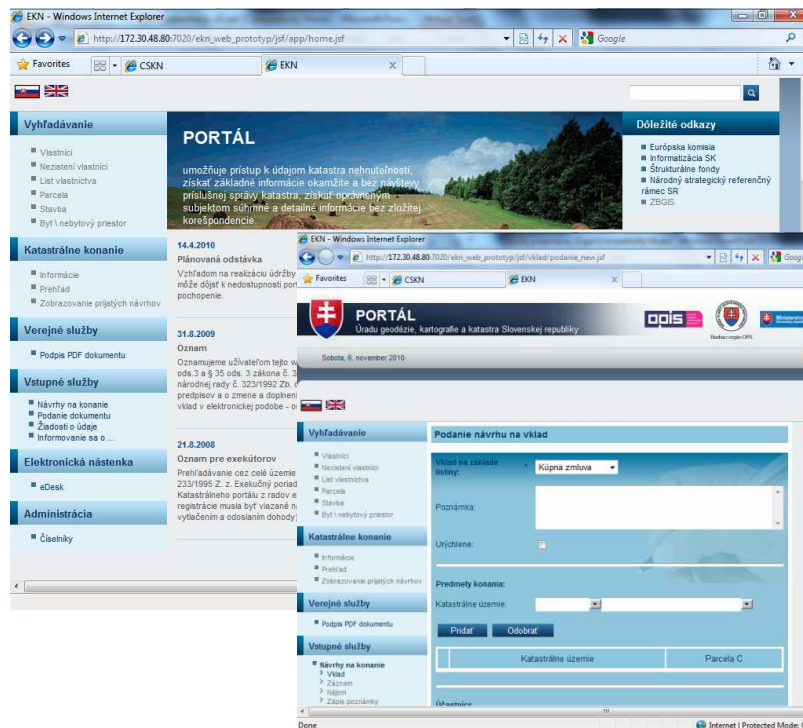 EKN - Windows Internet Explorer
http://172.30.48.80:7020/ekn_web_prototyp/jsf/app/home.jsf
Google
Favorites
CSKN
EKN
Vyhľadávanie
Vlastníci
Nezistení vlastníci
List vlastníctva
Parcela
Stavba
Byt \ nebytový priestor
Katastrálne konanie
Informácie
Prehľad
Zobrazovanie prijatých návrhov
Verejné služby
Podpis PDF dokumentu
Vstupné služby
Návrhy na konanie
Podanie dokumentu
Žiadosti o údaje
Informovanie sa o ...
Elektronická nástenka
eDesk
Administrácia
Číselníky
PORTÁL
umožňuje prístup k údajom katastra nehnuteľností,
získať základné informácie okamžite a bez návštevy
príslušnej správy katastra, získať oprávneným
subjektom súhrnné a detailné informácie bez zložitej
korešpondencie.
Dôležité odkazy
Európska komisia
Informatizácia SK
Štrukturálne fondy
Národný strategický referenčný
rámec SR
ZBGIS
14.4.2010
Plánovaná odstávka
Vzhľadom na realizáciu údržby
môže dôjsť k nedostupnosti
pochopenie.
31.8.2009
Oznam
Oznamujeme užívateľom tejto
ods.3 a § 35 ods. 3 zákona č.
národnej rady č. 323/1992 Zb.
predpisov a o zmene a doplnení
vklad v elektronickej podobe -
21.8.2008
Oznam pre exekútorov
Prehľadávanie cez celé územie
233/1995 Z. z. Exekučný poriadok
Katastrálneho portálu z radov
registrácie musia byť viazané
vytlačením a odoslaním dohody
EKN - Windows Internet Explorer
http://172.30.48.80:7020/ekn_web_prototyp/jsf/vklad/podanie_new.jsf
Favorites
CSKN
EKN
PORTÁL
Úradu geodézie, kartografie a katastra Slovenskej republiky
opis
Riadiaci orgán OPIS
Sobota, 6. november 2010
Vyhľadávanie
Vlastníci
Nezistení vlastníci
List vlastníctva
Parcela
Stavba
Byt \ nebytový priestor
Katastrálne konanie
Informácie
Prehľad
Zobrazovanie prijatých návrhov
Verejné služby
Podpis PDF dokumentu
Vstupné služby
Návrhy na konanie
Vklad
Záznam
Nájom
Zápis poznámky
Podanie návrhu na vklad
Vklad na základe
listiny:
Kúpna zmluva
Poznámka:
Urýchlene:
Predmety konania:
Katastrálne územie:
Pridať
Odobrať
Katastrálne územie
Parcela C
Účastníci:
Done
Internet | Protected Mode: